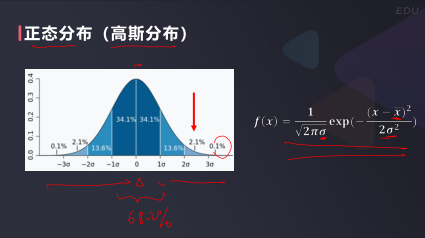 EDU
正态分布（高斯分布）
0.4
0.3
0.2
0.1
0.0
34.1% 34.1%
0.1% 2.1% 13.6% 13.6% 2.1% 0.1%
−3σ −2σ −1σ 0 1σ 2σ 3σ
f(x) = 1/(√2πσ) exp(−(x − x̄)²/2σ²)